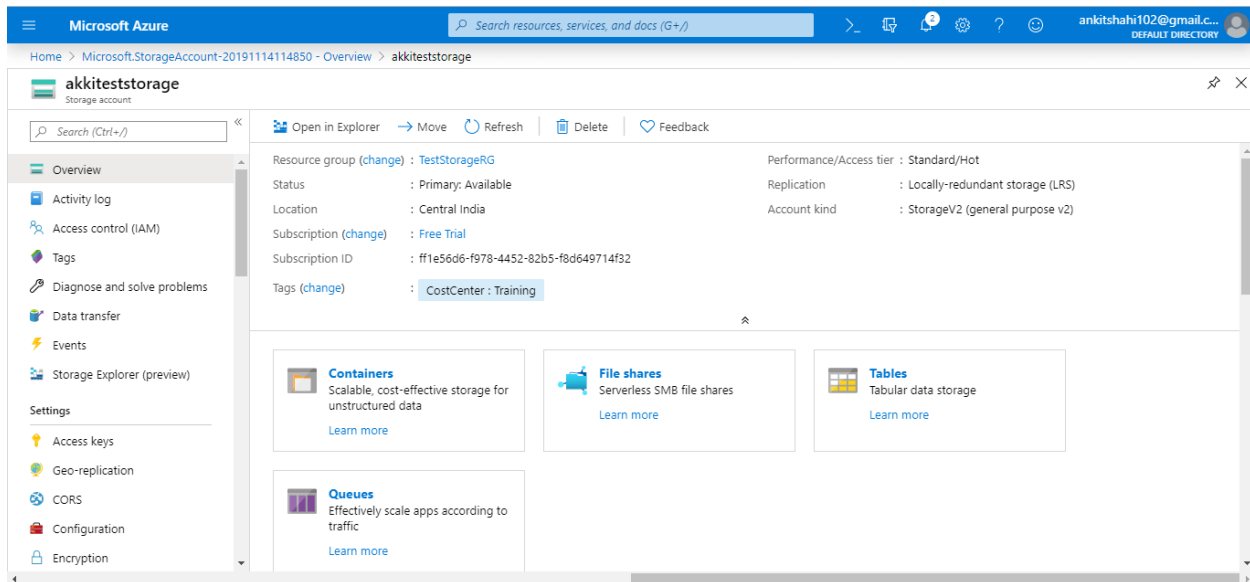 Microsoft Azure
Search resources, services, and docs (G+/)
2
ankitshahi102@gmail.c...
DEFAULT DIRECTORY
Home > Microsoft.StorageAccount-20191114114850 - Overview > akkiteststorage
akkiteststorage
Storage account
Search (Ctrl+/)
Overview
Activity log
Access control (IAM)
Tags
Diagnose and solve problems
Data transfer
Events
Storage Explorer (preview)
Settings
Access keys
Geo-replication
CORS
Configuration
Encryption
Open in Explorer Move Refresh Delete Feedback
Resource group (change) : TestStorageRG
Status : Primary: Available
Location : Central India
Subscription (change) : Free Trial
Subscription ID : ff1e56d6-f978-4452-82b5-f8d649714f32
Tags (change) : CostCenter : Training
Performance/Access tier : Standard/Hot
Replication : Locally-redundant storage (LRS)
Account kind : StorageV2 (general purpose v2)
Containers
Scalable, cost-effective storage for
unstructured data
Learn more
File shares
Serverless SMB file shares
Learn more
Tables
Tabular data storage
Learn more
Queues
Effectively scale apps according to
traffic
Learn more